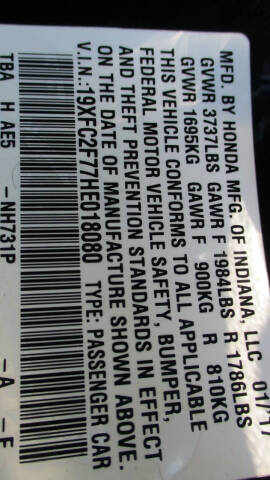 MFD. BY HONDA MFG. OF INDIANA, LLC 01/17
GVWR 3737LBS GAWR F 1984LBS R 1786LBS
GVWR 1695KG GAWR F 900KG R 810KG
THIS VEHICLE CONFORMS TO ALL APPLICABLE
FEDERAL MOTOR VEHICLE SAFETY, BUMPER,
AND THEFT PREVENTION STANDARDS IN EFFECT
ON THE DATE OF MANUFACTURE SHOWN ABOVE.
V.I.N.:19XFC2F77HE018080 TYPE: PASSENGER CAR
TBA H AE5 -NH731P -A -F